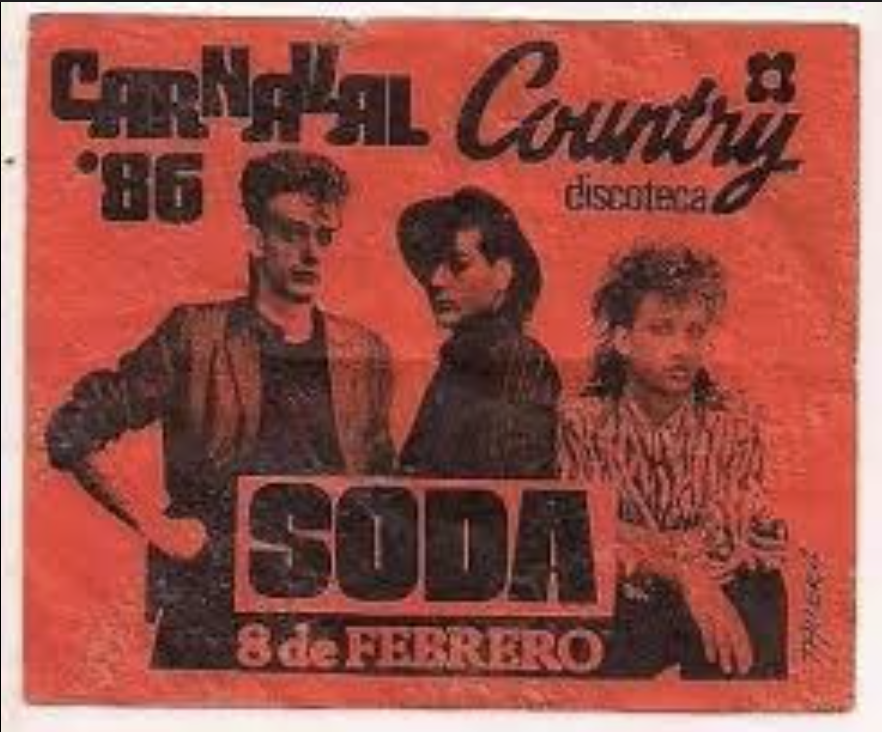 CARNAVAL
'86
Country
discoteca
SODA
8 de FEBRERO